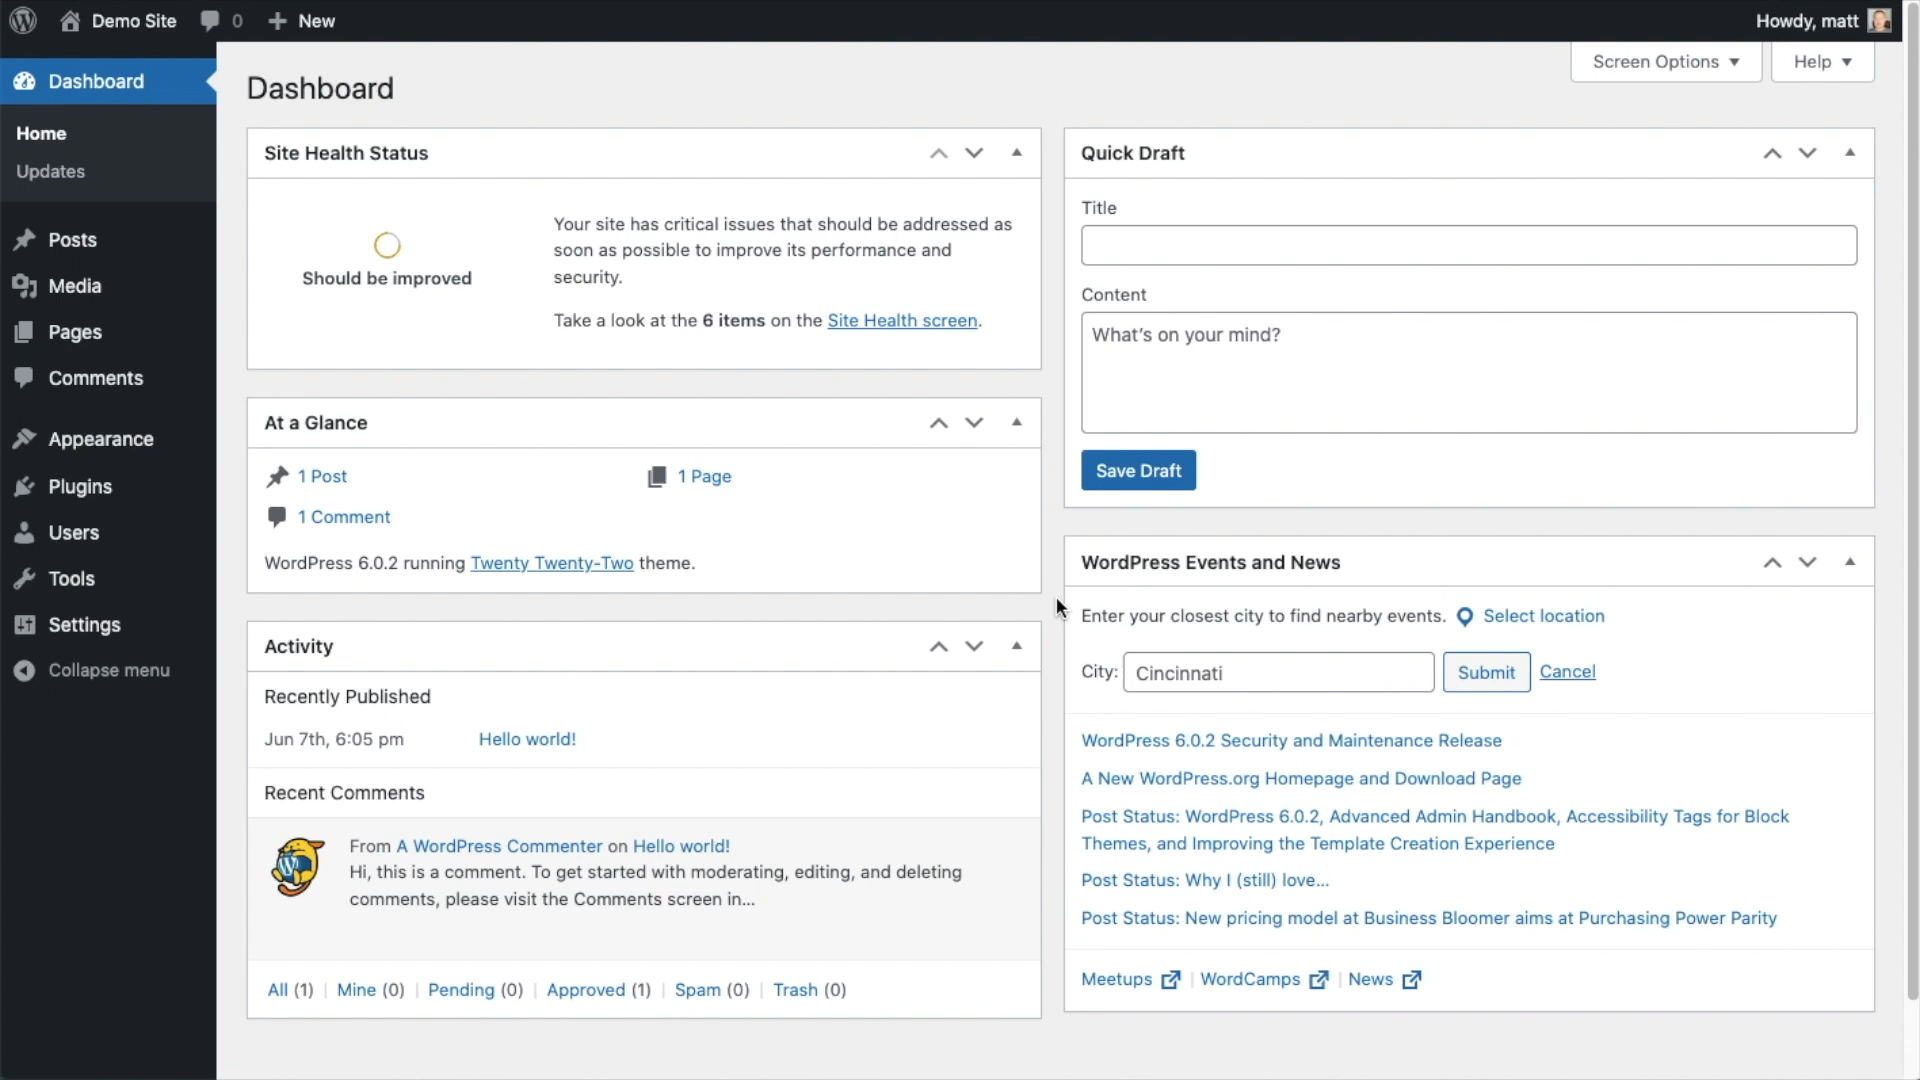 Demo Site
0
New
Howdy, matt
Dashboard
Home
Updates
Posts
Media
Pages
Comments
Appearance
Plugins
Users
Tools
Settings
Collapse menu
Screen Options
Help
Dashboard
Site Health Status
Should be improved
Your site has critical issues that should be addressed as
soon as possible to improve its performance and
security.
Take a look at the 6 items on the Site Health screen.
At a Glance
1 Post
1 Page
1 Comment
WordPress 6.0.2 running Twenty Twenty-Two theme.
Activity
Recently Published
Jun 7th, 6:05 pm
Hello world!
Recent Comments
From A WordPress Commenter on Hello world!
Hi, this is a comment. To get started with moderating, editing, and deleting
comments, please visit the Comments screen in…
All (1) | Mine (0) | Pending (0) | Approved (1) | Spam (0) | Trash (0)
Quick Draft
Title
Content
What's on your mind?
Save Draft
WordPress Events and News
Enter your closest city to find nearby events. Select location
City: Cincinnati Submit Cancel
WordPress 6.0.2 Security and Maintenance Release
A New WordPress.org Homepage and Download Page
Post Status: WordPress 6.0.2, Advanced Admin Handbook, Accessibility Tags for Block
Themes, and Improving the Template Creation Experience
Post Status: Why I (still) love…
Post Status: New pricing model at Business Bloomer aims at Purchasing Power Parity
Meetups | WordCamps | News